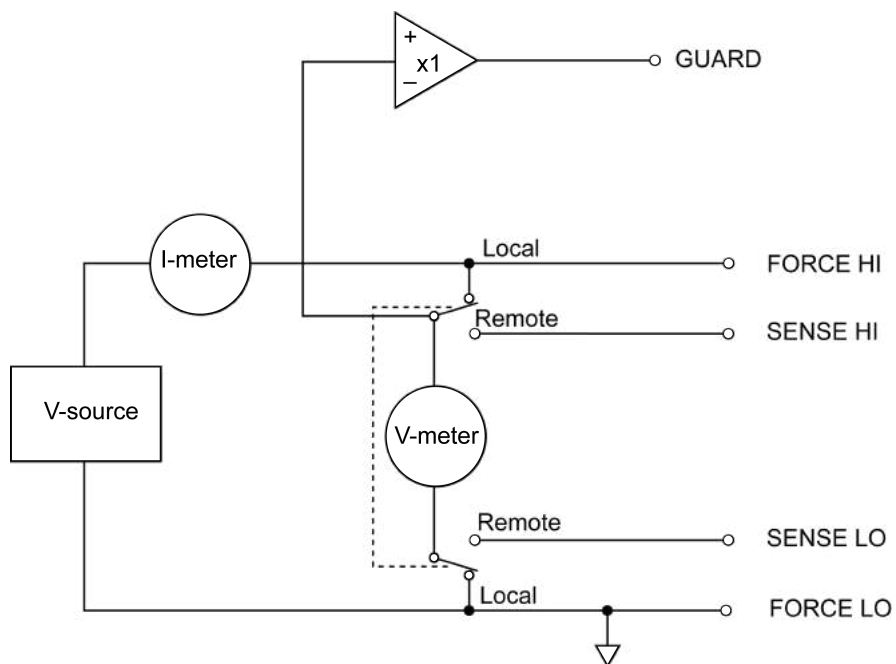 +
x1
–
GUARD
I-meter
Local
FORCE HI
Remote
SENSE HI
V-source
V-meter
Remote
SENSE LO
Local
FORCE LO